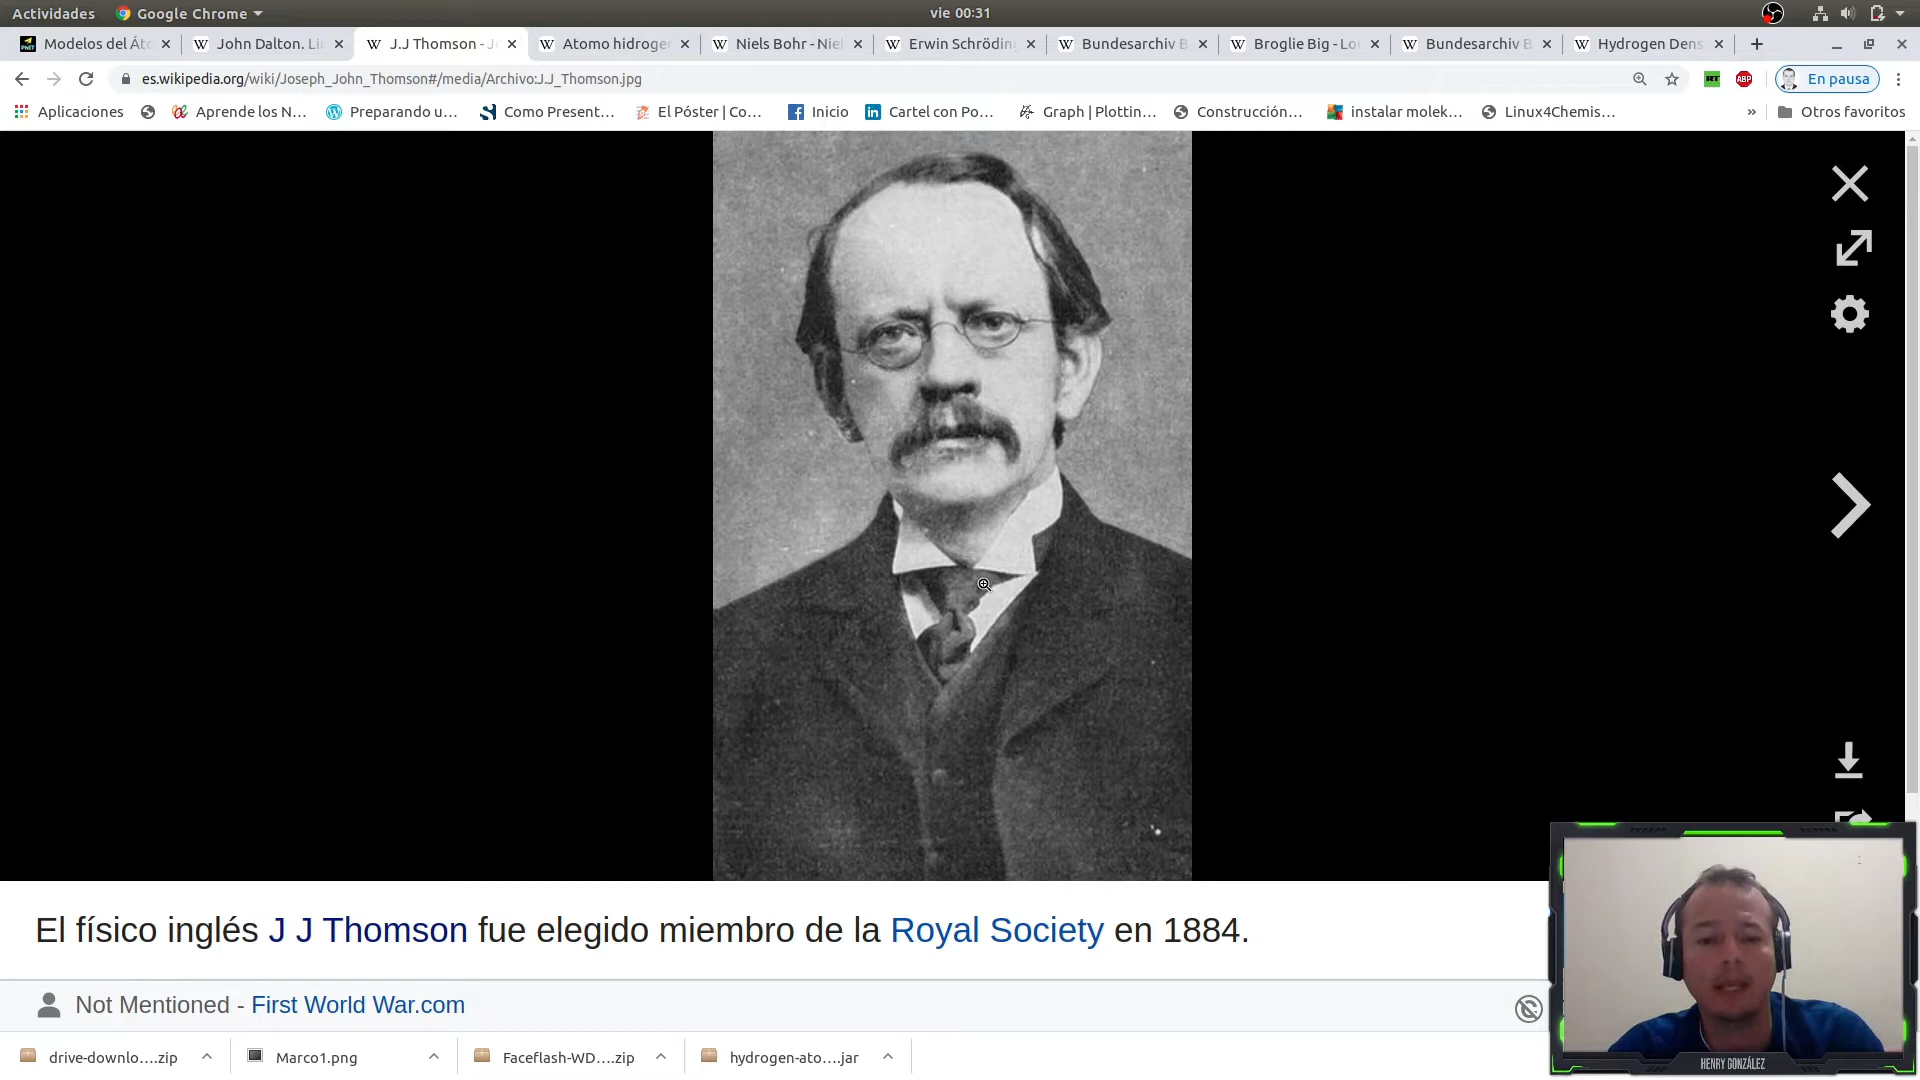 Actividades Google Chrome vie 00:31
Modelos del Áto John Dalton. Li J.J Thomson - J Atomo hidroge Niels Bohr - Nie Erwin Schrödin Bundesarchiv B Broglie Big - Lo Bundesarchiv B Hydrogen Dens
es.wikipedia.org/wiki/Joseph_John_Thomson#/media/Archivo:J.J_Thomson.jpg ABP En pausa
Aplicaciones Aprende los N... Preparando u... Como Present... El Póster | Co... Inicio Cartel con Po... Graph | Plottin... Construcción... instalar molek... Linux4Chemis... » Otros favoritos
El físico inglés J J Thomson fue elegido miembro de la Royal Society en 1884.
Not Mentioned - First World War.com
drive-downlo....zip Marco1.png Faceflash-WD....zip hydrogen-ato....jar
HENRY GONZÁLEZ